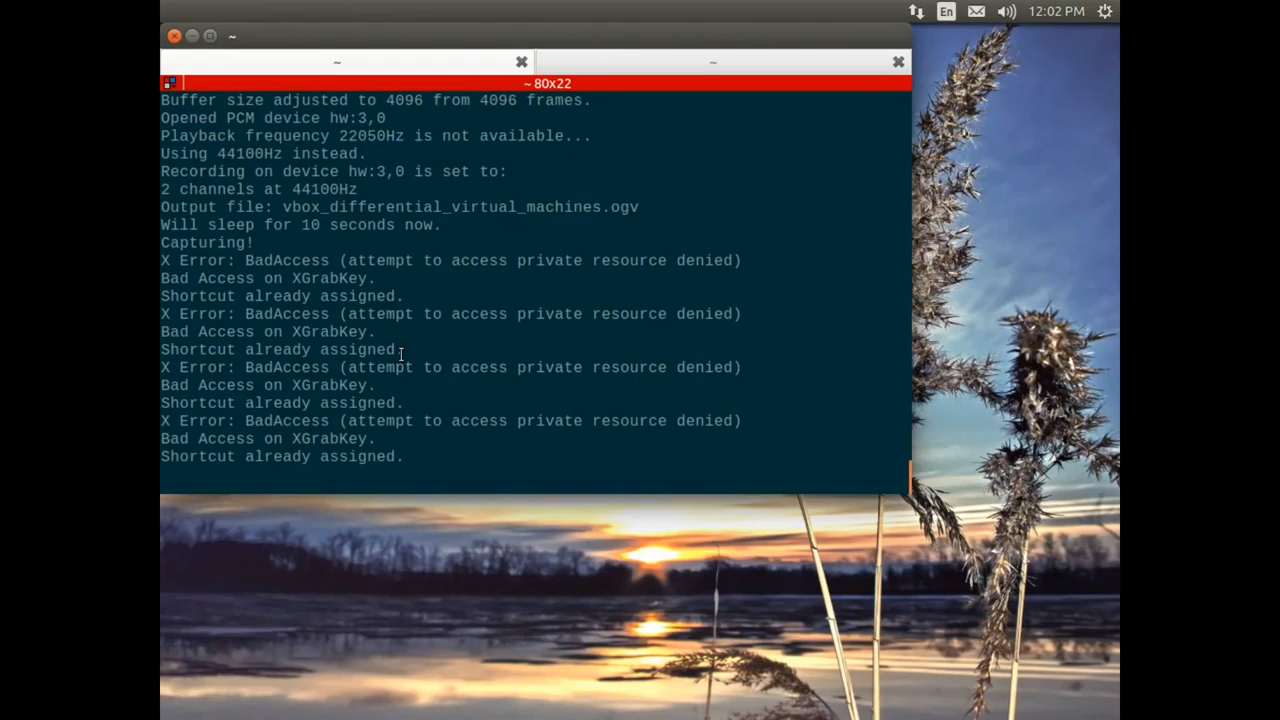 En
12:02 PM
~
~
~
~ 80x22
Buffer size adjusted to 4096 from 4096 frames.
Opened PCM device hw:3,0
Playback frequency 22050Hz is not available...
Using 44100Hz instead.
Recording on device hw:3,0 is set to:
2 channels at 44100Hz
Output file: vbox_differential_virtual_machines.ogv
Will sleep for 10 seconds now.
Capturing!
X Error: BadAccess (attempt to access private resource denied)
Bad Access on XGrabKey.
Shortcut already assigned.
X Error: BadAccess (attempt to access private resource denied)
Bad Access on XGrabKey.
Shortcut already assigned.
X Error: BadAccess (attempt to access private resource denied)
Bad Access on XGrabKey.
Shortcut already assigned.
X Error: BadAccess (attempt to access private resource denied)
Bad Access on XGrabKey.
Shortcut already assigned.